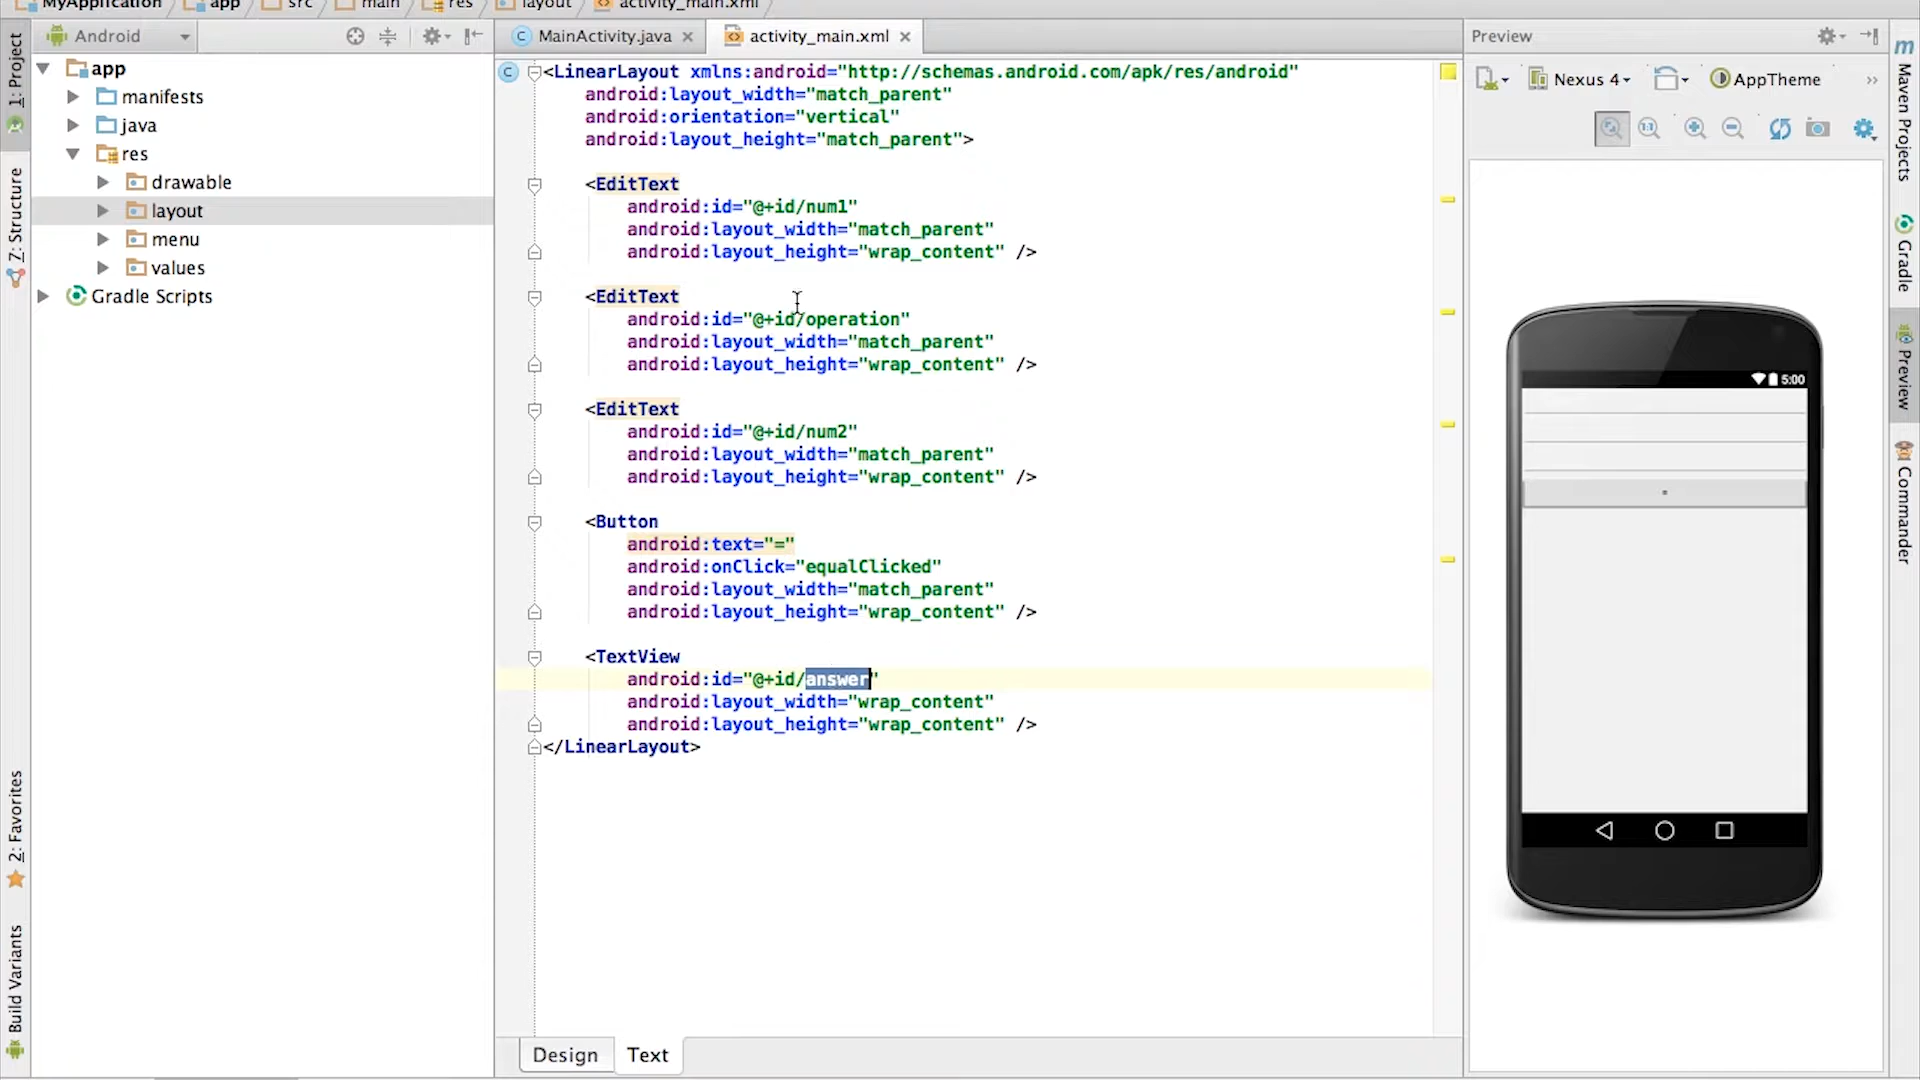 MyApplication app src main res layout activity_main.xml
Android
MainActivity.java
activity_main.xml
Preview
1: Project
Z: Structure
2: Favorites
Build Variants
app
manifests
java
res
drawable
layout
menu
values
Gradle Scripts
<LinearLayout xmlns:android="http://schemas.android.com/apk/res/android"
android:layout_width="match_parent"
android:orientation="vertical"
android:layout_height="match_parent">
<EditText
android:id="@+id/num1"
android:layout_width="match_parent"
android:layout_height="wrap_content" />
<EditText
android:id="@+id/operation"
android:layout_width="match_parent"
android:layout_height="wrap_content" />
<EditText
android:id="@+id/num2"
android:layout_width="match_parent"
android:layout_height="wrap_content" />
<Button
android:text="="
android:onClick="equalClicked"
android:layout_width="match_parent"
android:layout_height="wrap_content" />
<TextView
android:id="@+id/answer"
android:layout_width="wrap_content"
android:layout_height="wrap_content" />
</LinearLayout>
Design
Text
Nexus 4
AppTheme
1:1
5:00
=
Maven Projects
Gradle
Preview
Commander